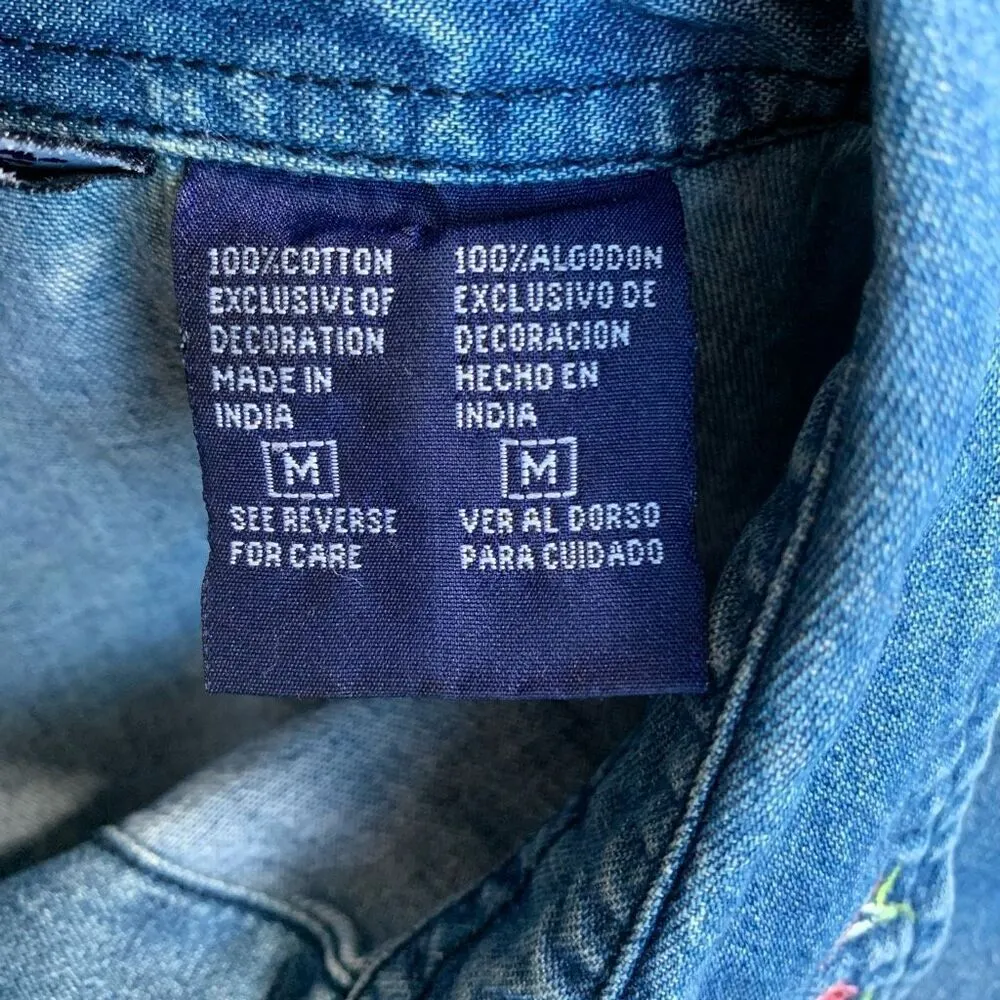 100%COTTON
EXCLUSIVE OF
DECORATION
MADE IN
INDIA
M
SEE REVERSE
FOR CARE
100%ALGODON
EXCLUSIVO DE
DECORACION
HECHO EN
INDIA
M
VER AL DORSO
PARA CUIDADO